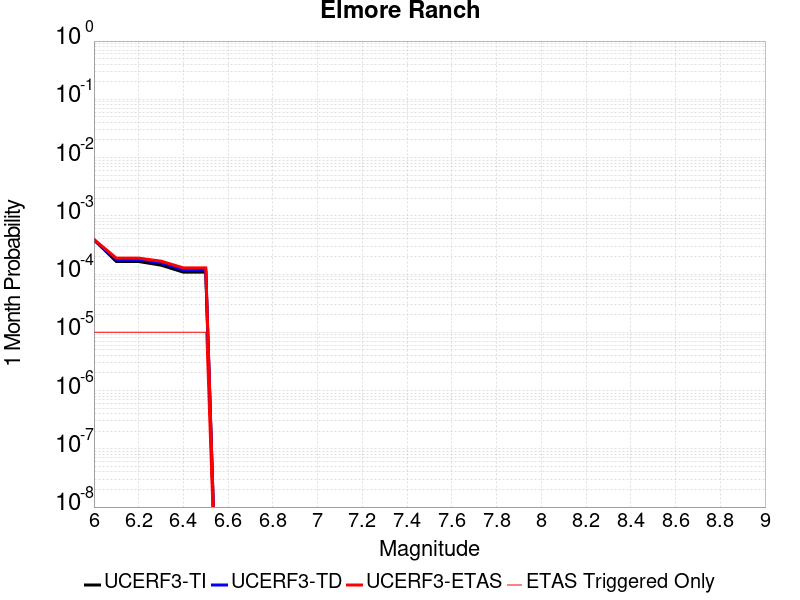 Elmore Ranch
10^0
10^-1
10^-2
10^-3
10^-4
10^-5
10^-6
10^-7
10^-8
1 Month Probability
6 6.2 6.4 6.6 6.8 7 7.2 7.4 7.6 7.8 8 8.2 8.4 8.6 8.8 9
Magnitude
UCERF3-TI UCERF3-TD UCERF3-ETAS ETAS Triggered Only